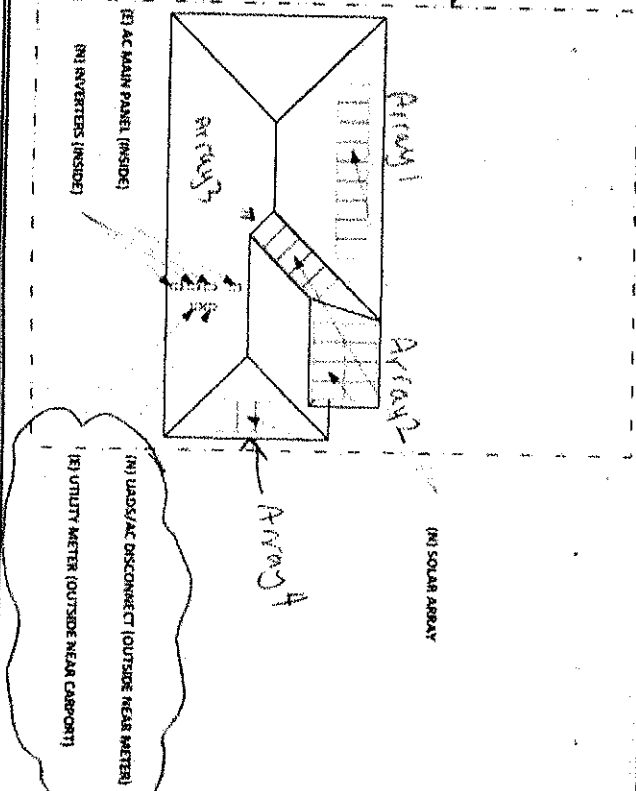 (E) AC MAIN PANEL (INSIDE)
(N) INVERTERS (INSIDE)
Array 1
Array 3
Array 2
Array 4
(N) SOLAR ARRAY
(N) UADS/AC DISCONNECT (OUTSIDE NEAR METER)
(E) UTILITY METER (OUTSIDE NEAR CARPORT)